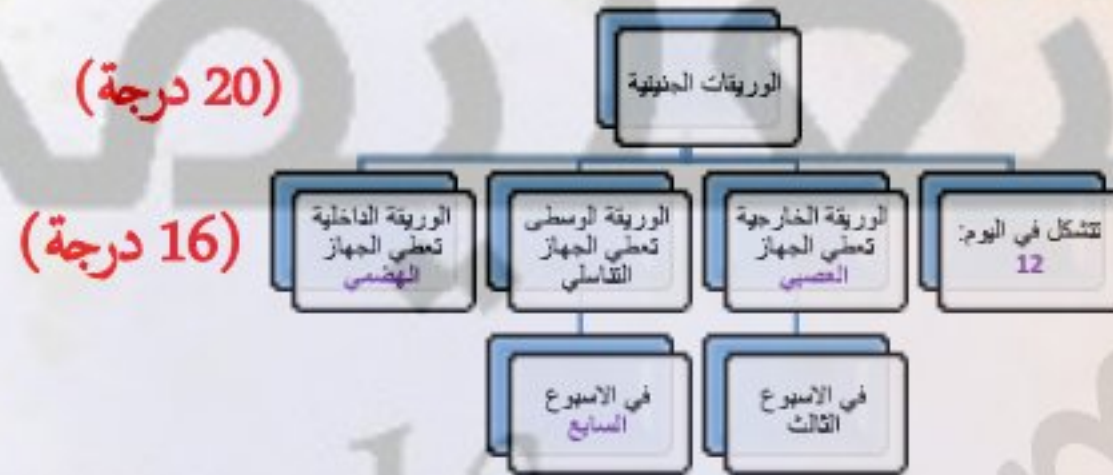 (20 درجة)
الوريقات الجنينية
(16 درجة)
تتشكل في اليوم:
12
الوريقة الخارجية
تعطي الجهاز
العصبي
الوريقة الوسطى
تعطي الجهاز
التناسلي
الوريقة الداخلية
تعطي الجهاز
الهضمي
في الاسبوع
الثالث
في الاسبوع
السابع